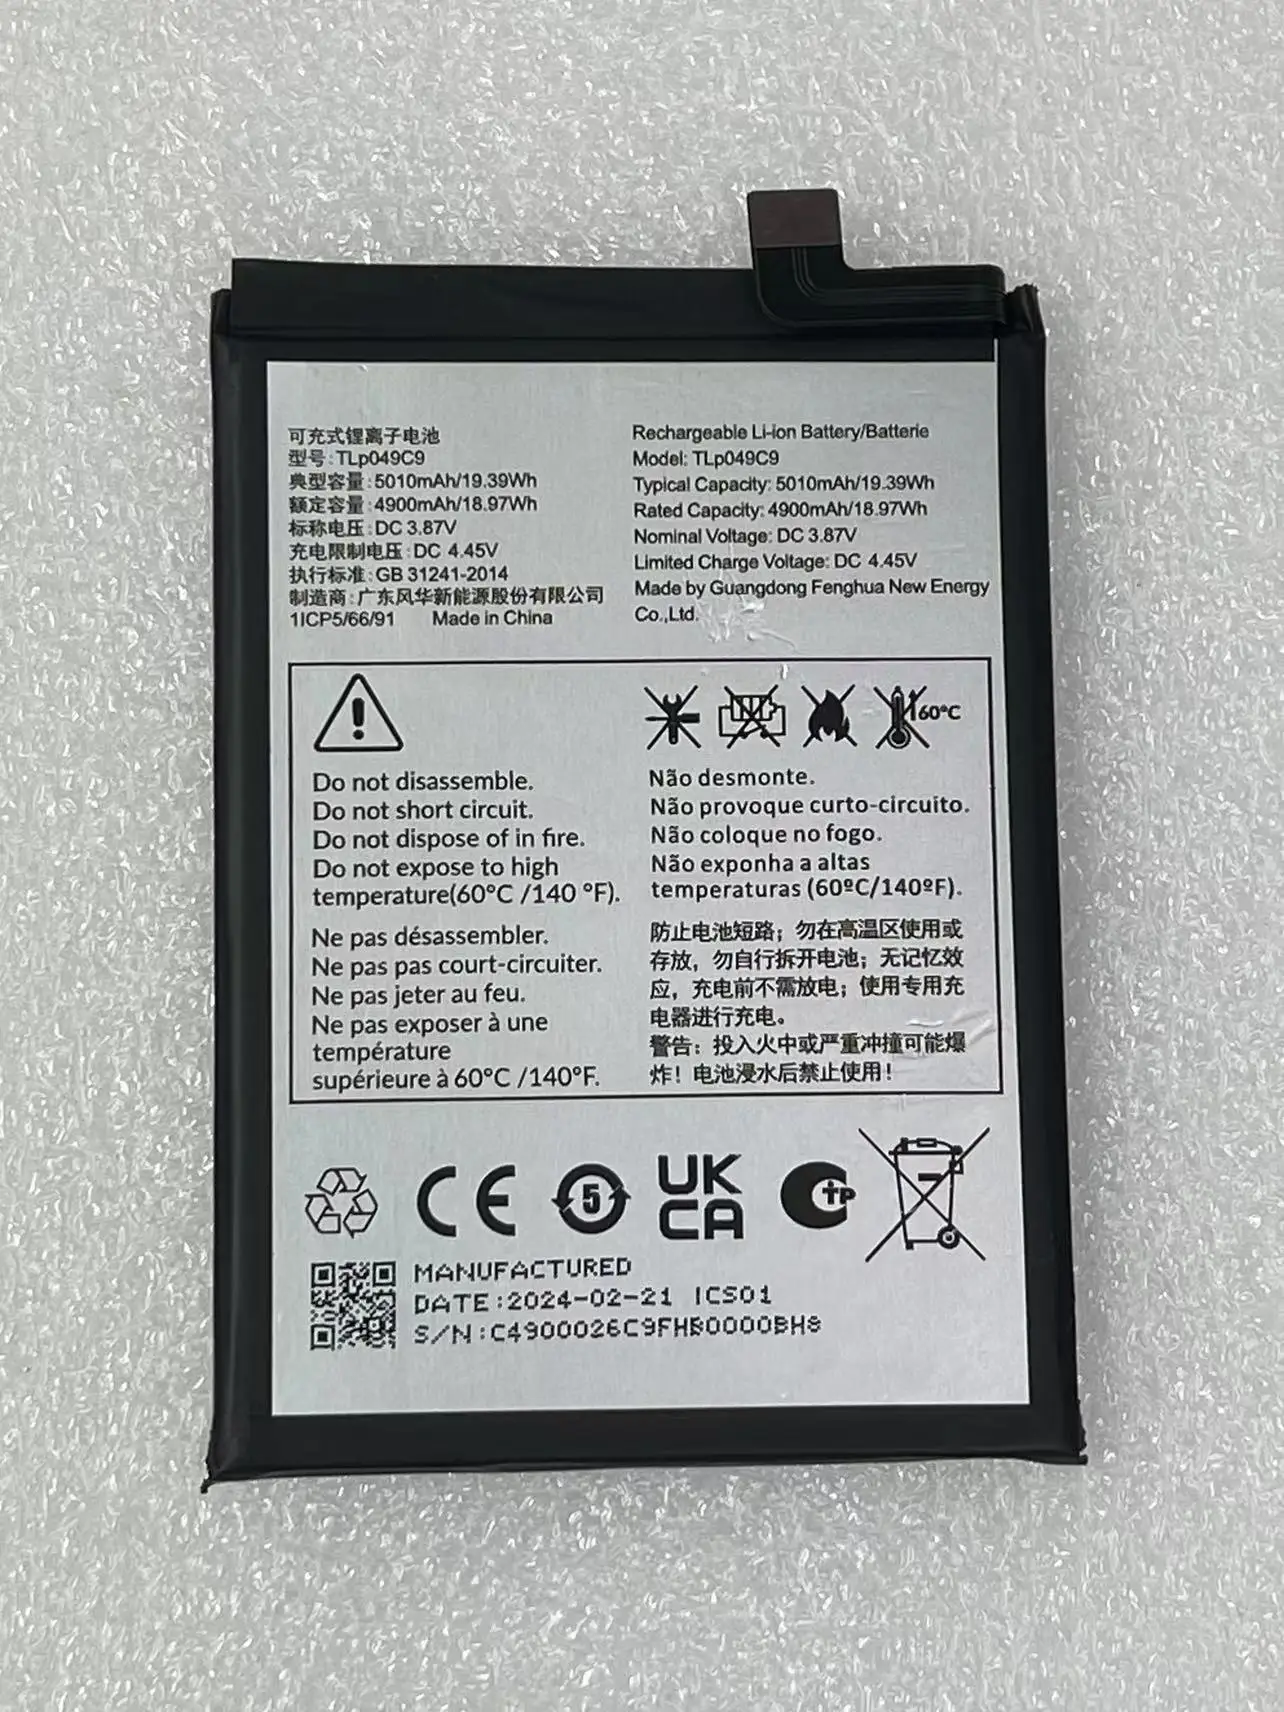 可充式锂离子电池
型号:TLp049C9
典型容量:5010mAh/19.39Wh
额定容量:4900mAh/18.97Wh
标称电压:DC 3.87V
充电限制电压:DC 4.45V
执行标准:GB 31241-2014
制造商:广东风华新能源股份有限公司
1ICP5/66/91 Made in China
Rechargeable Li-ion Battery/Batterie
Model: TLp049C9
Typical Capacity: 5010mAh/19.39Wh
Rated Capacity: 4900mAh/18.97Wh
Nominal Voltage: DC 3.87V
Limited Charge Voltage: DC 4.45V
Made by Guangdong Fenghua New Energy
Co.,Ltd.
60°C
Do not disassemble.
Do not short circuit.
Do not dispose of in fire.
Do not expose to high
temperature(60°C /140 °F).
Ne pas désassembler.
Ne pas pas court-circuiter.
Ne pas jeter au feu.
Ne pas exposer à une
température
supérieure à 60°C /140°F.
Não desmonte.
Não provoque curto-circuito.
Não coloque no fogo.
Não exponha a altas
temperaturas (60ºC/140ºF).
防止电池短路；勿在高温区使用或
存放，勿自行拆开电池；无记忆效
应，充电前不需放电；使用专用充
电器进行充电。
警告：投入火中或严重冲撞可能爆
炸！电池浸水后禁止使用！
CE
5
UK
CA
MANUFACTURED
DATE:2024-02-21 ICS01
S/N:C4900026C9FHB0000BH8